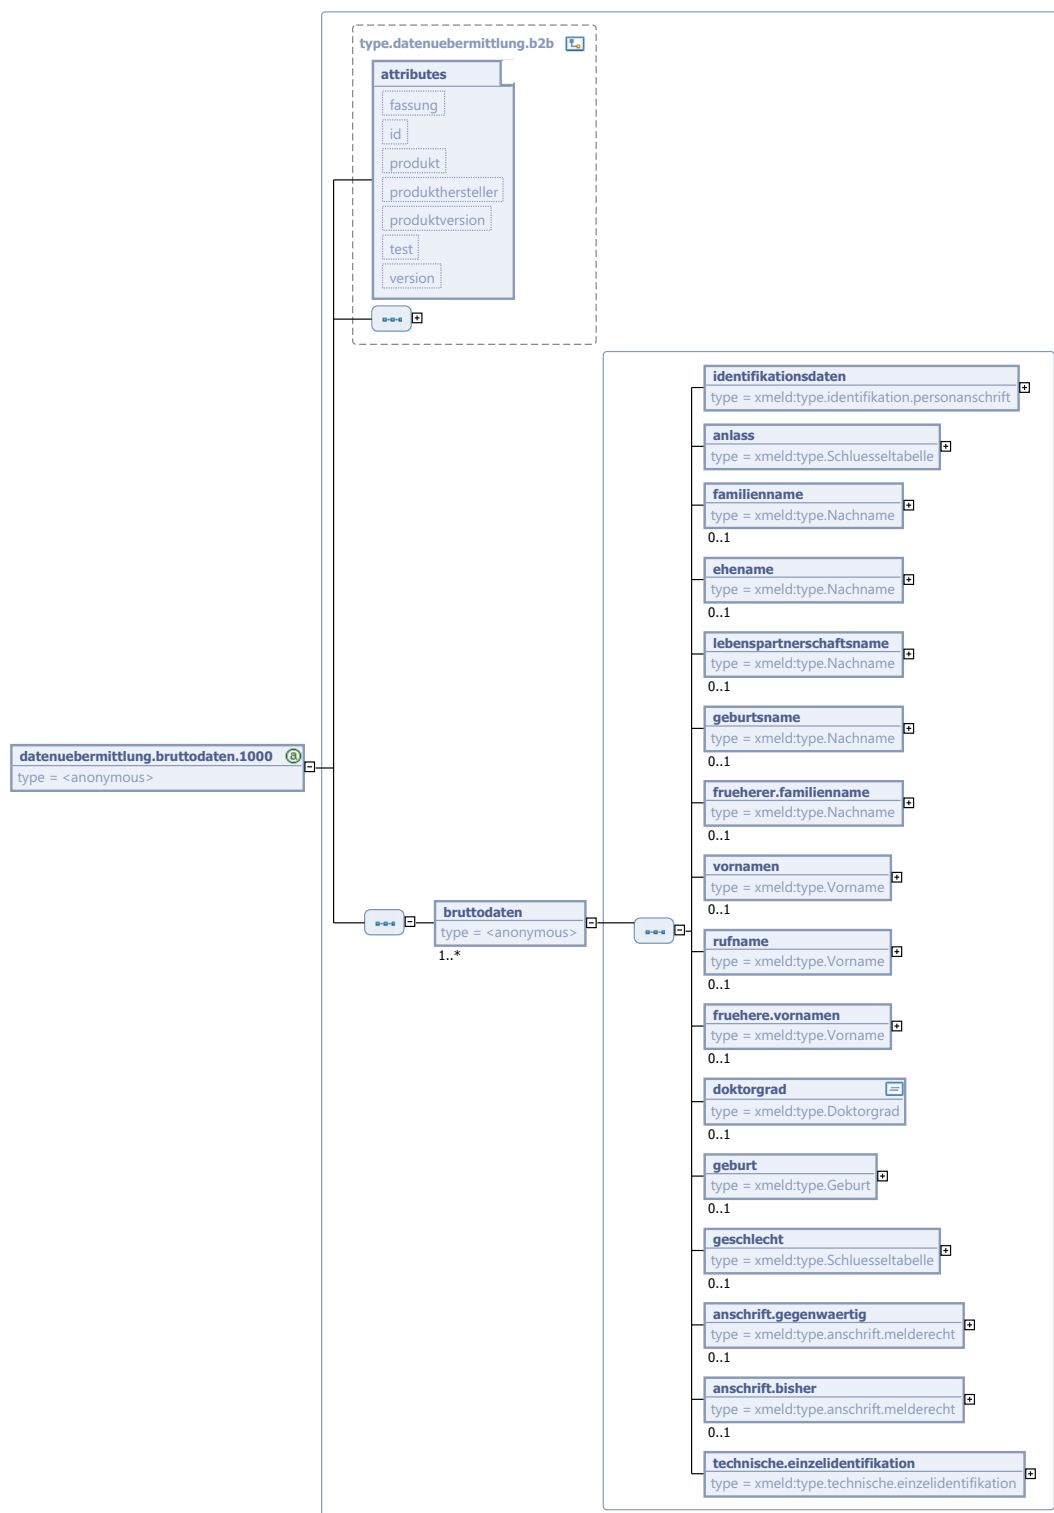 type.datenuebermittlung.b2b
attributes
fassung
id
produkt
produkthersteller
produktversion
test
version
datenuebermittlung.bruttodaten.1000
type = <anonymous>
bruttodaten
type = <anonymous>
1..*
identifikationsdaten
type = xmeld:type.identifikation.personanschrift
anlass
type = xmeld:type.Schluesseltabelle
familienname
type = xmeld:type.Nachname
0..1
ehename
type = xmeld:type.Nachname
0..1
lebenspartnerschaftsname
type = xmeld:type.Nachname
0..1
geburtsname
type = xmeld:type.Nachname
0..1
frueherer.familienname
type = xmeld:type.Nachname
0..1
vornamen
type = xmeld:type.Vorname
0..1
rufname
type = xmeld:type.Vorname
0..1
fruehere.vornamen
type = xmeld:type.Vorname
0..1
doktorgrad
type = xmeld:type.Doktorgrad
0..1
geburt
type = xmeld:type.Geburt
0..1
geschlecht
type = xmeld:type.Schluesseltabelle
0..1
anschrift.gegenwaertig
type = xmeld:type.anschrift.melderecht
0..1
anschrift.bisher
type = xmeld:type.anschrift.melderecht
0..1
technische.einzelidentifikation
type = xmeld:type.technische.einzelidentifikation